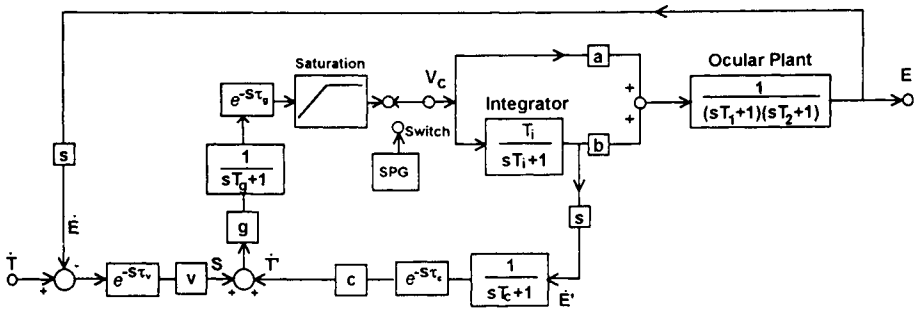 Saturation
V_C
a
Ocular Plant
E
e^{-Sτ_g}
Integrator
1 / (sT_1+1)(sT_2+1)
+
+
Switch
T_i / sT_i+1
b
s
1 / sT_g+1
SPG
s
Ė
g
Ṫ
-
+
e^{-Sτ_v}
v
S
+
+
Ṫ'
c
e^{-Sτ_c}
1 / sT_c+1
Ė'